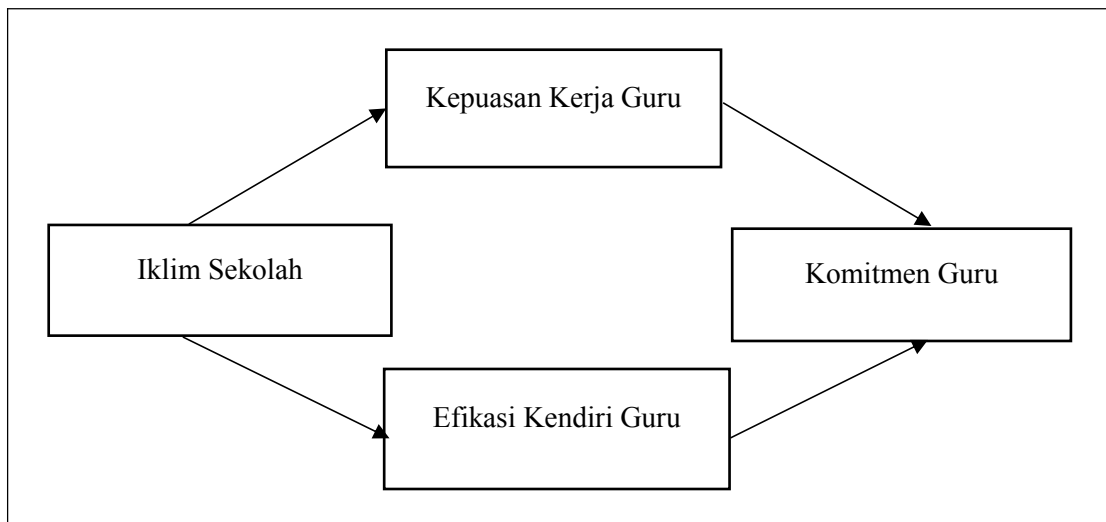 Kepuasan Kerja Guru
Iklim Sekolah
Komitmen Guru
Efikasi Kendiri Guru